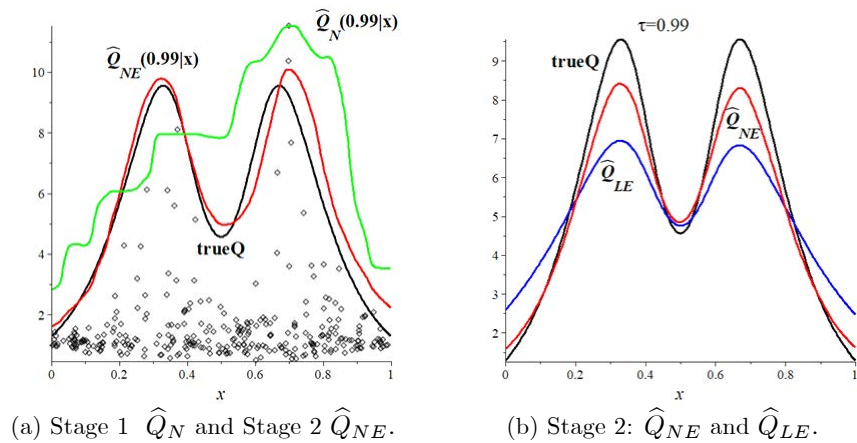 Q̂_NE(0.99|x)
Q̂_N(0.99|x)
10
8
6
4
2
trueQ
0
0.2
0.4
0.6
0.8
1
x
(a) Stage 1 Q̂_N and Stage 2 Q̂_NE.
τ=0.99
trueQ
Q̂_NE
Q̂_LE
9
8
7
6
5
4
3
2
0
0.2
0.4
0.6
0.8
1
x
(b) Stage 2: Q̂_NE and Q̂_LE.